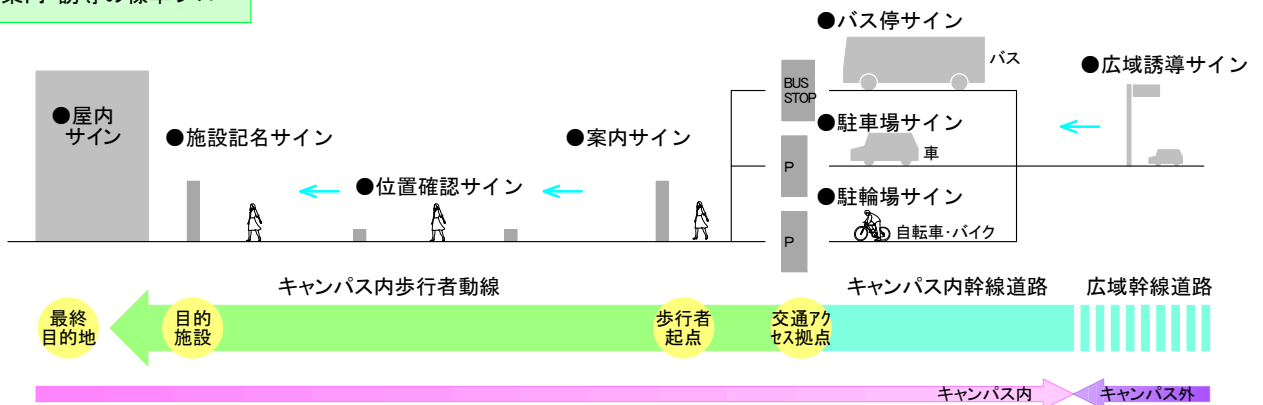 ●バス停サイン
バス
●広域誘導サイン
BUS
STOP
●屋内
サイン
●施設記名サイン
●案内サイン
●駐車場サイン
車
P
●位置確認サイン
●駐輪場サイン
P
自転車・バイク
キャンパス内歩行者動線
キャンパス内幹線道路
広域幹線道路
最終
目的地
目的
施設
歩行者
起点
交通アク
セス拠点
キャンパス内
キャンパス外